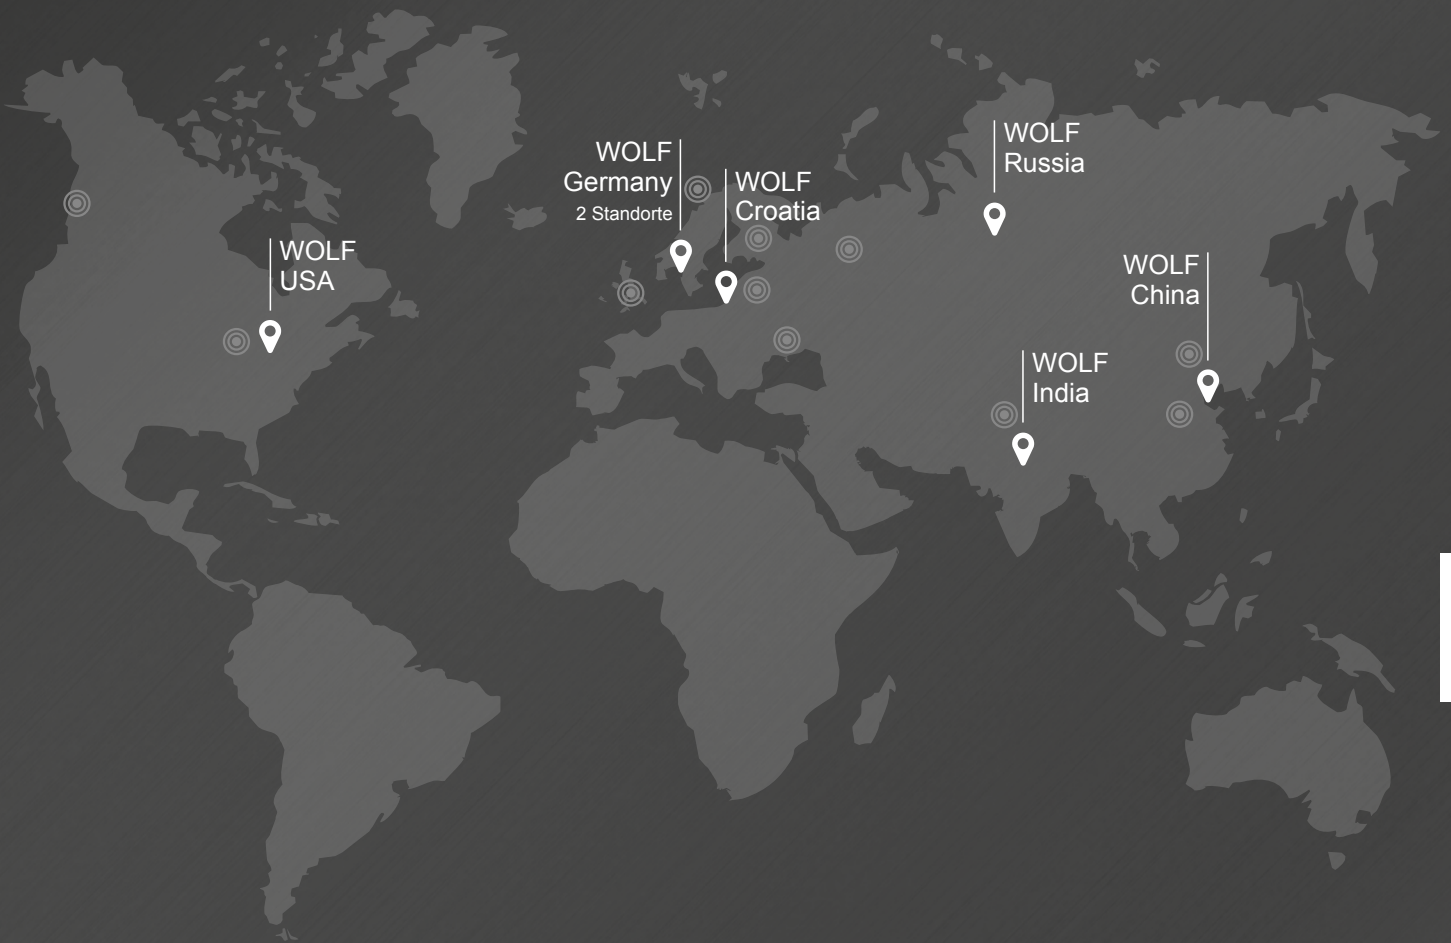 WOLF
Russia
WOLF
Germany
2 Standorte
WOLF
Croatia
WOLF
USA
WOLF
China
WOLF
India